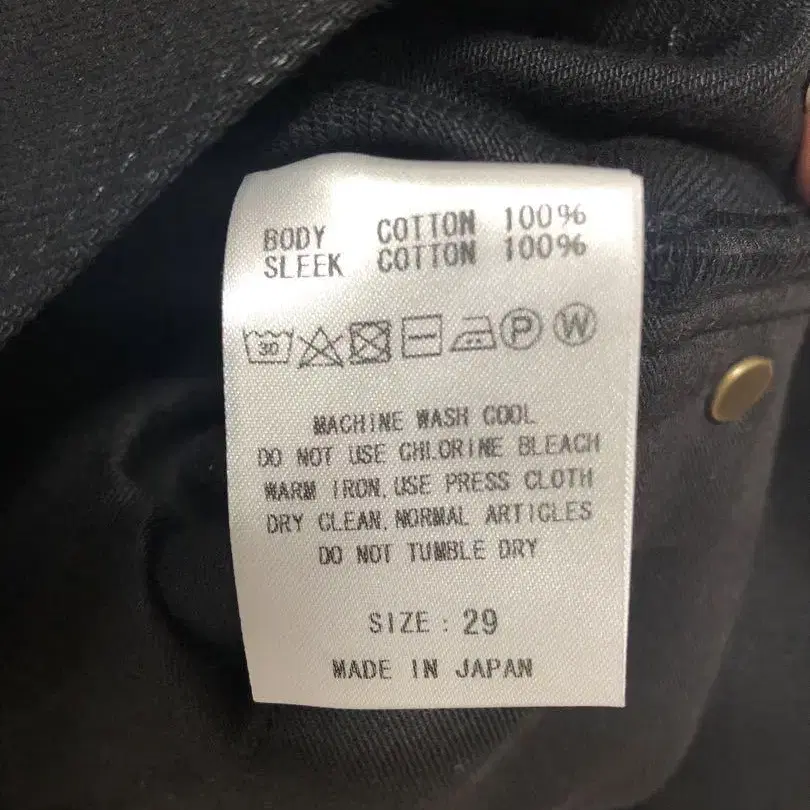 BODY COTTON 100%
SLEEK COTTON 100%
30 P W
MACHINE WASH COOL
DO NOT USE CHLORINE BLEACH
WARM IRON. USE PRESS CLOTH
DRY CLEAN. NORMAL ARTICLES
DO NOT TUMBLE DRY
SIZE : 29
MADE IN JAPAN